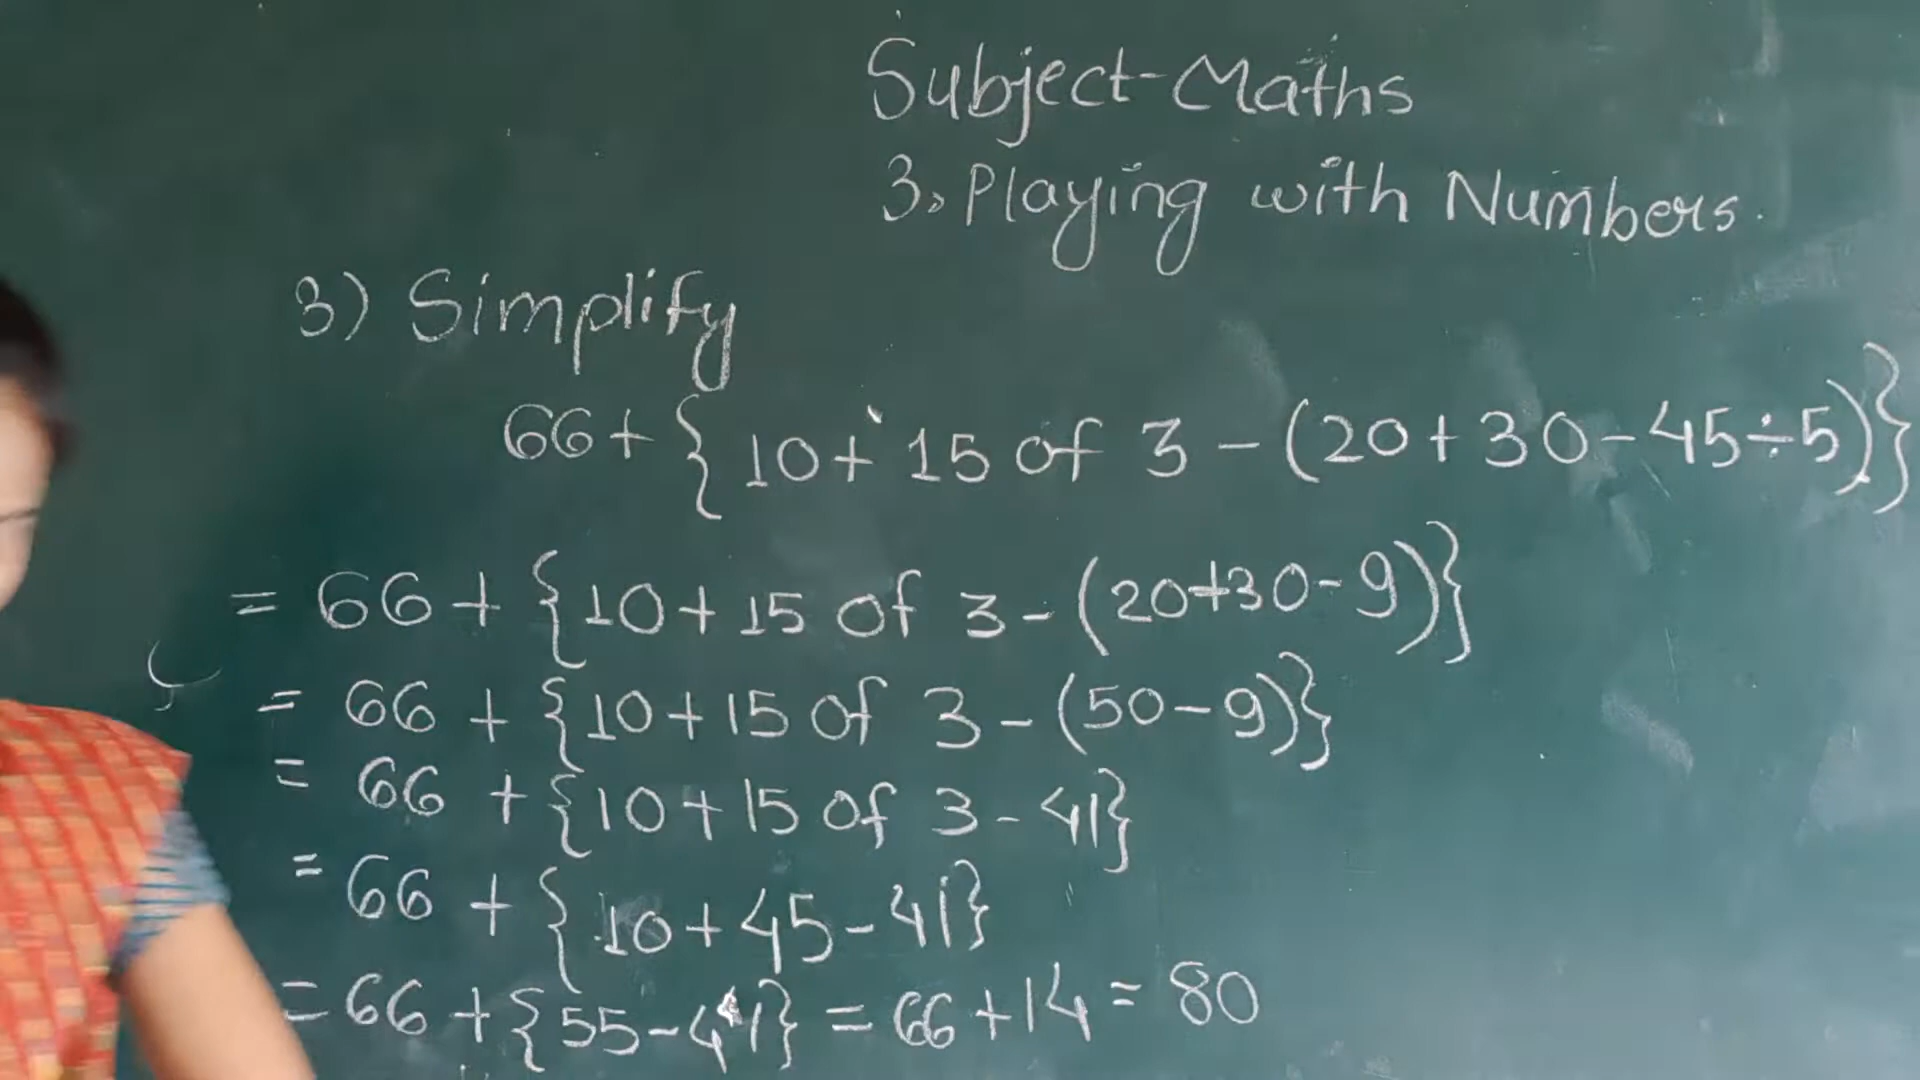 Subject-Maths
3. Playing with Numbers.
3) Simplify
66+ { 10+ 15 of 3 - (20+30-45÷5)}
= 66 + {10+15 of 3 - (20+30-9)}
= 66 + {10+15 of 3 - (50-9)}
= 66 + {10+15 of 3 - 41}
= 66 + {10+45-41}
= 66 + {55-41} = 66+14 = 80